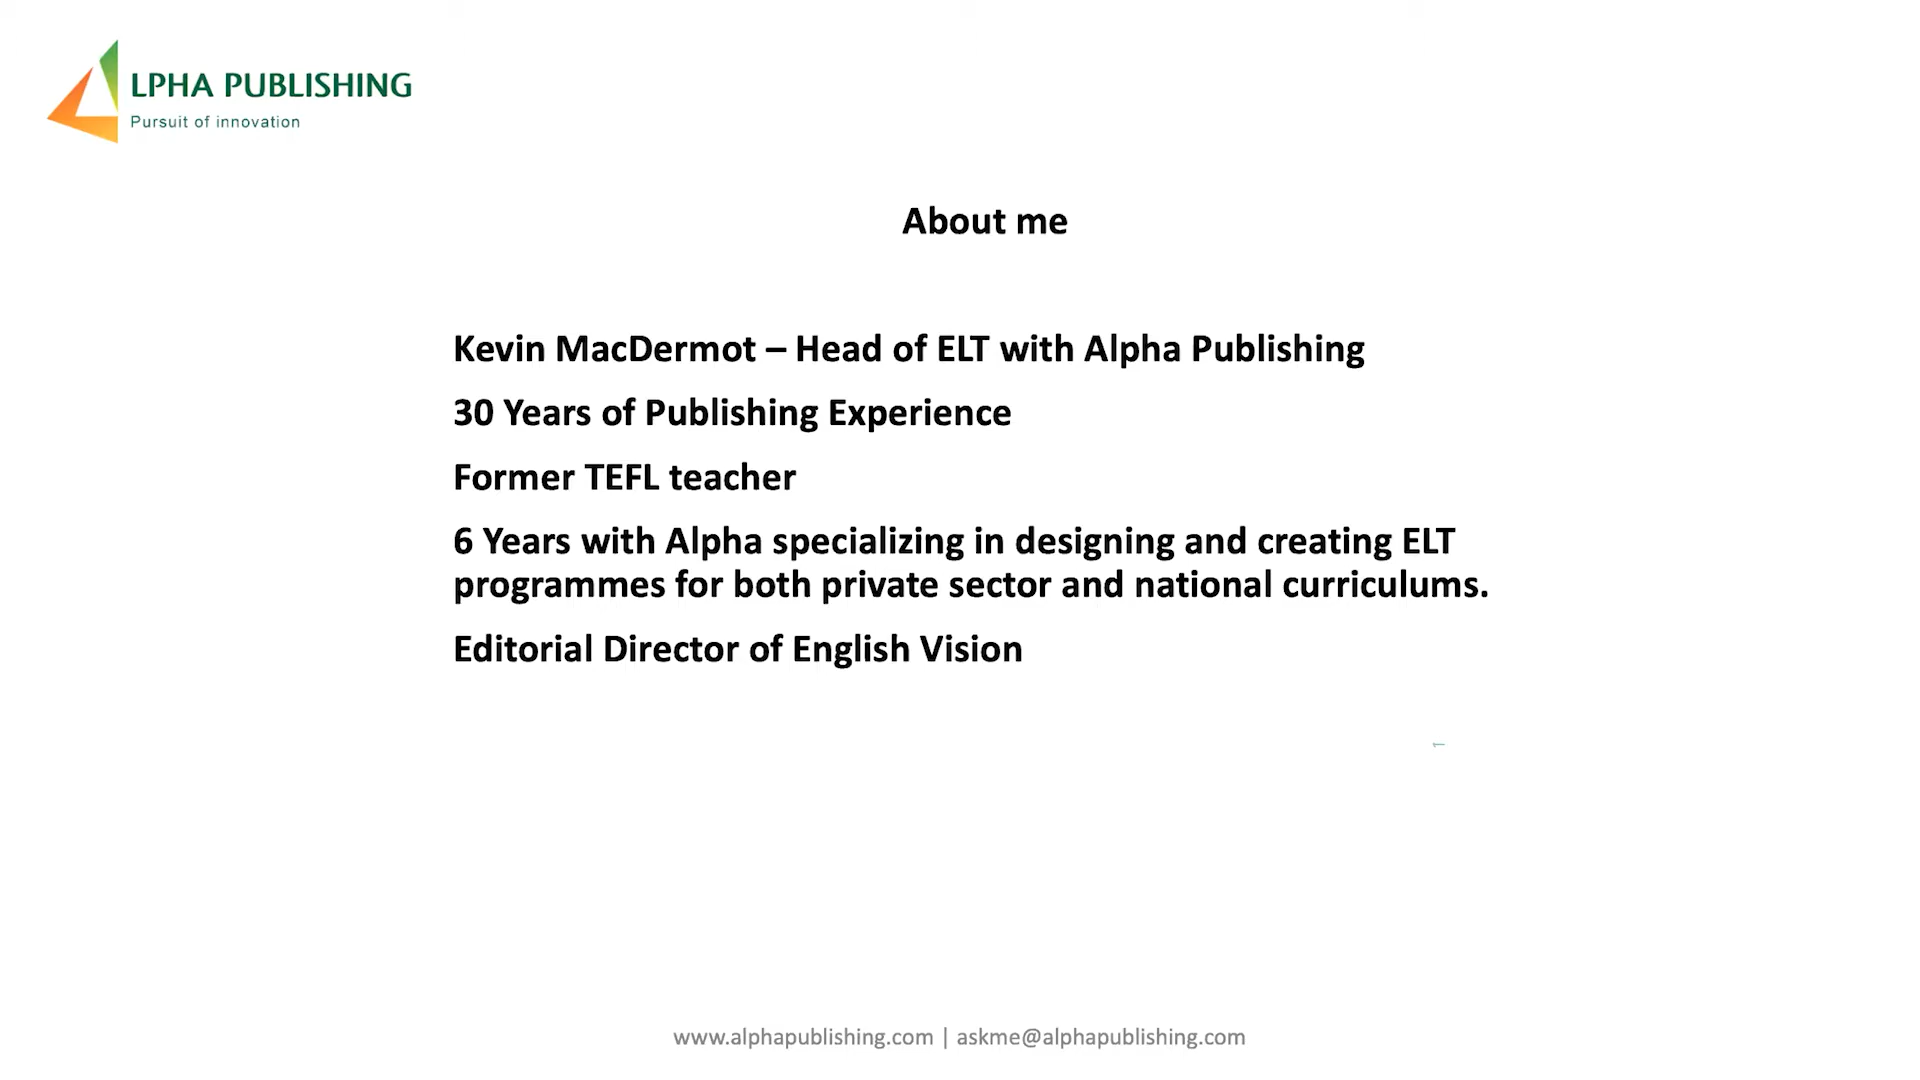 LPHA PUBLISHING
Pursuit of innovation
About me
Kevin MacDermot – Head of ELT with Alpha Publishing
30 Years of Publishing Experience
Former TEFL teacher
6 Years with Alpha specializing in designing and creating ELT
programmes for both private sector and national curriculums.
Editorial Director of English Vision
www.alphapublishing.com | askme@alphapublishing.com